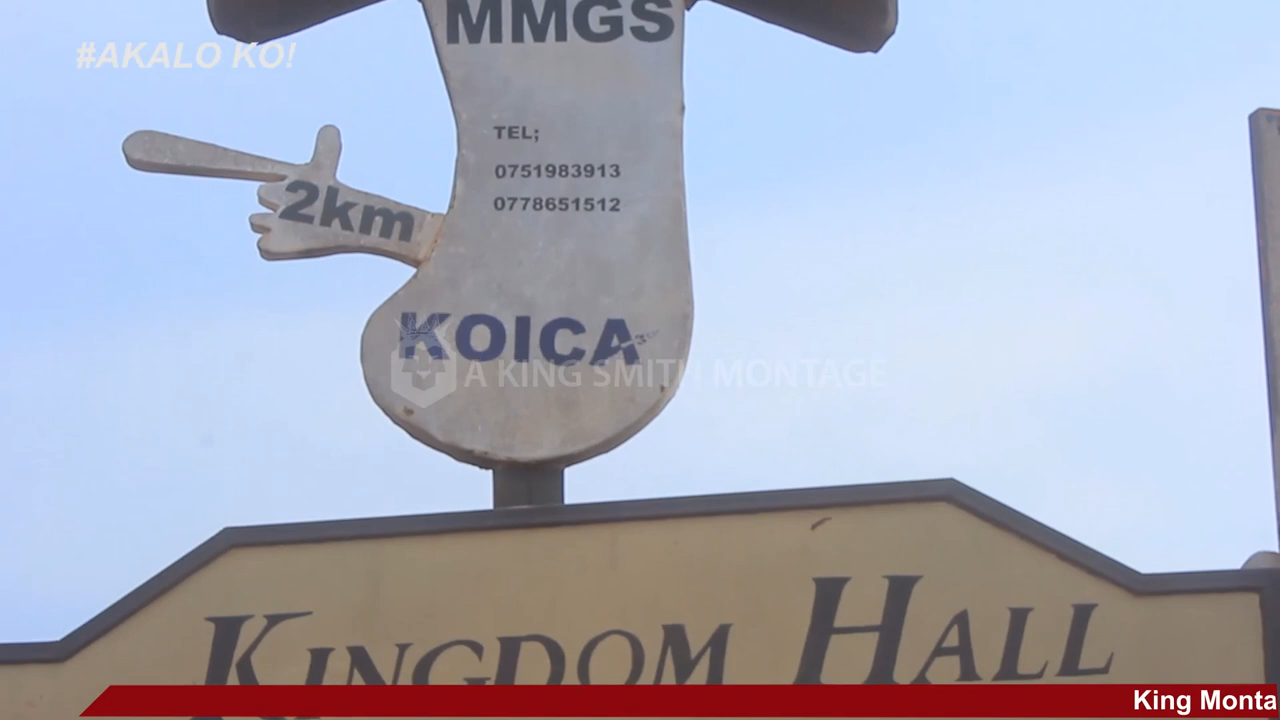 #AKALO KO!
MMGS
TEL;
0751983913
0778651512
2km
KOICA
A KING SMITH MONTAGE
KINGDOM HALL
King Monta